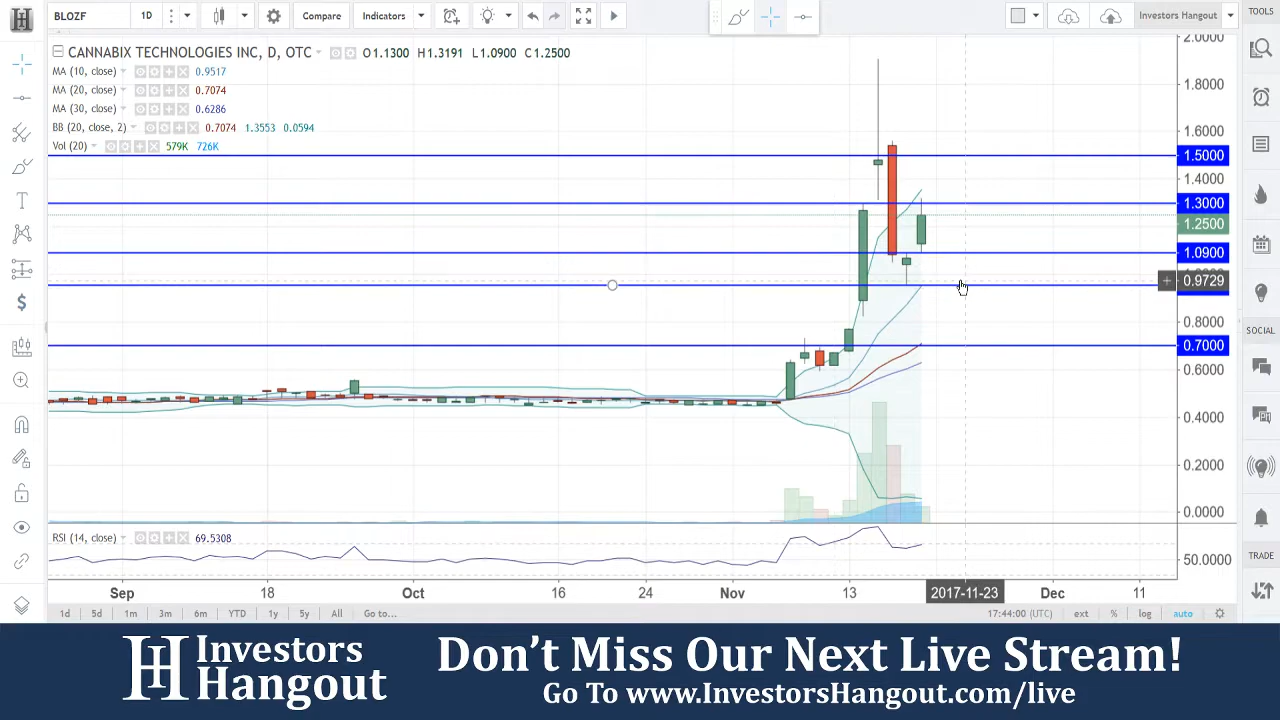 BLOZF 1D Compare Indicators Investors Hangout TOOLS
CANNABIX TECHNOLOGIES INC, D, OTC O1.1300 H1.3191 L1.0900 C1.2500
MA (10, close) 0.9517
MA (20, close) 0.7074
MA (30, close) 0.6286
BB (20, close, 2) 0.7074 1.3553 0.0594
Vol (20) 579K 726K
2.0000
1.8000
1.6000
1.5000
1.4000
1.3000
1.2500
1.0900
0.9729
0.8000
0.7000
0.6000
0.4000
0.2000
0.0000
SOCIAL
RSI (14, close) 69.5308
50.0000
TRADE
Sep 18 Oct 16 24 Nov 13 2017-11-23 Dec 11
1d 5d 1m 3m 6m YTD 1y 5y All Go to... 17:44:00 (UTC) ext % log auto
Investors
Hangout
Don't Miss Our Next Live Stream!
Go To www.InvestorsHangout.com/live